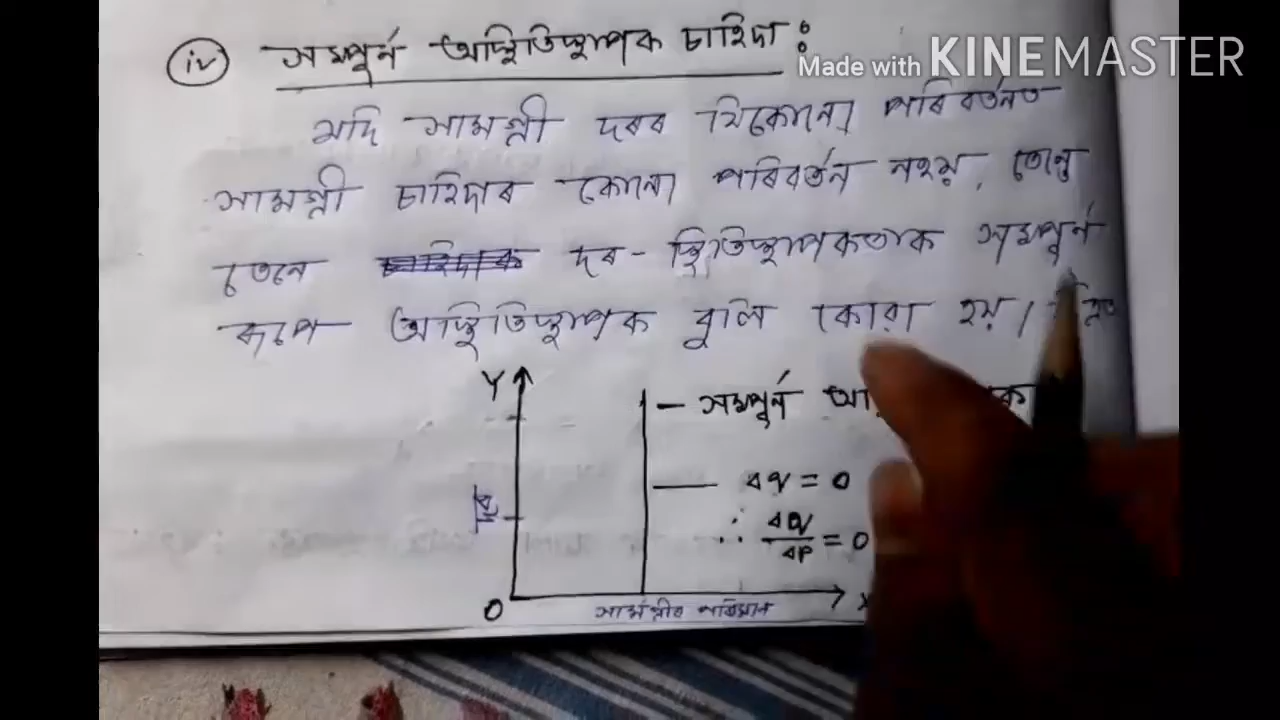 Made with KINEMASTER
iv সম্পূৰ্ন অস্থিতিস্থাপক চাহিদা :
যদি সামগ্ৰী দৰৰ যিকোনো পৰিবৰ্তনত
সামগ্ৰী চাহিদাৰ কোনো পৰিবৰ্তন নহয়, তেন্তে
তেনে দৰ-স্থিতিস্থাপকতাক সম্পূৰ্ন
ৰূপে অস্থিতিস্থাপক বুলি কোৱা হয়।
Y
— সম্পূৰ্ন
Δq = 0
দৰ
∴ ΔQ/ΔP = 0
O সামগ্ৰীৰ পৰিমান X